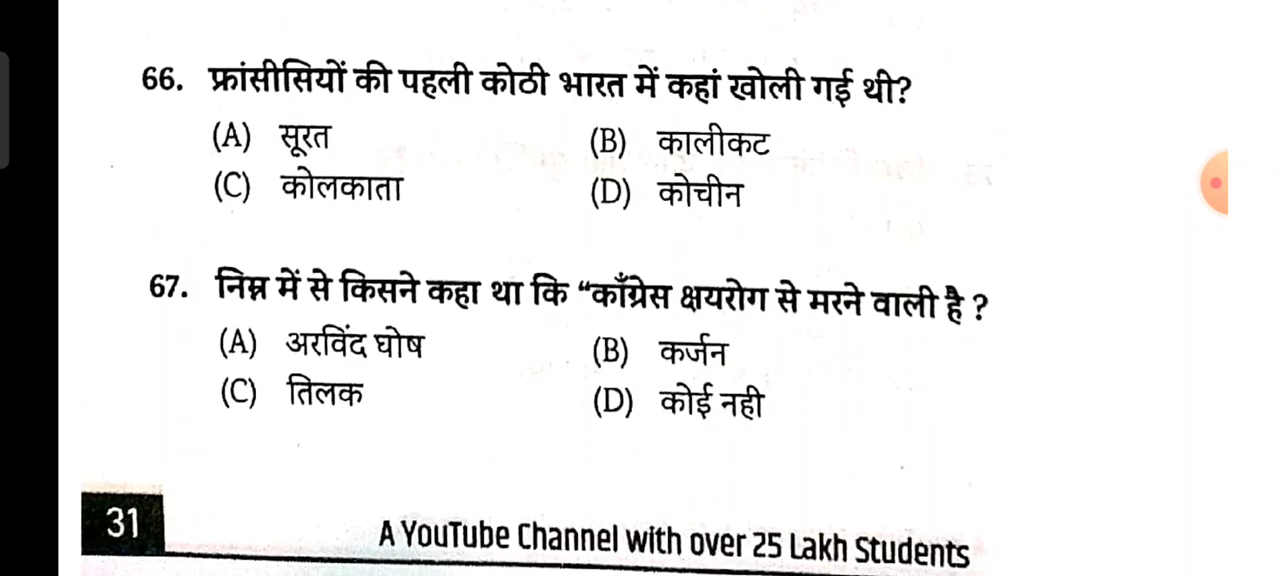 66. फ्रांसीसियों की पहली कोठी भारत में कहां खोली गई थी?
(A) सूरत (B) कालीकट
(C) कोलकाता (D) कोचीन
67. निम्न में से किसने कहा था कि “काँग्रेस क्षयरोग से मरने वाली है ?
(A) अरविंद घोष (B) कर्जन
(C) तिलक (D) कोई नही
31 A YouTube Channel with over 25 Lakh Students